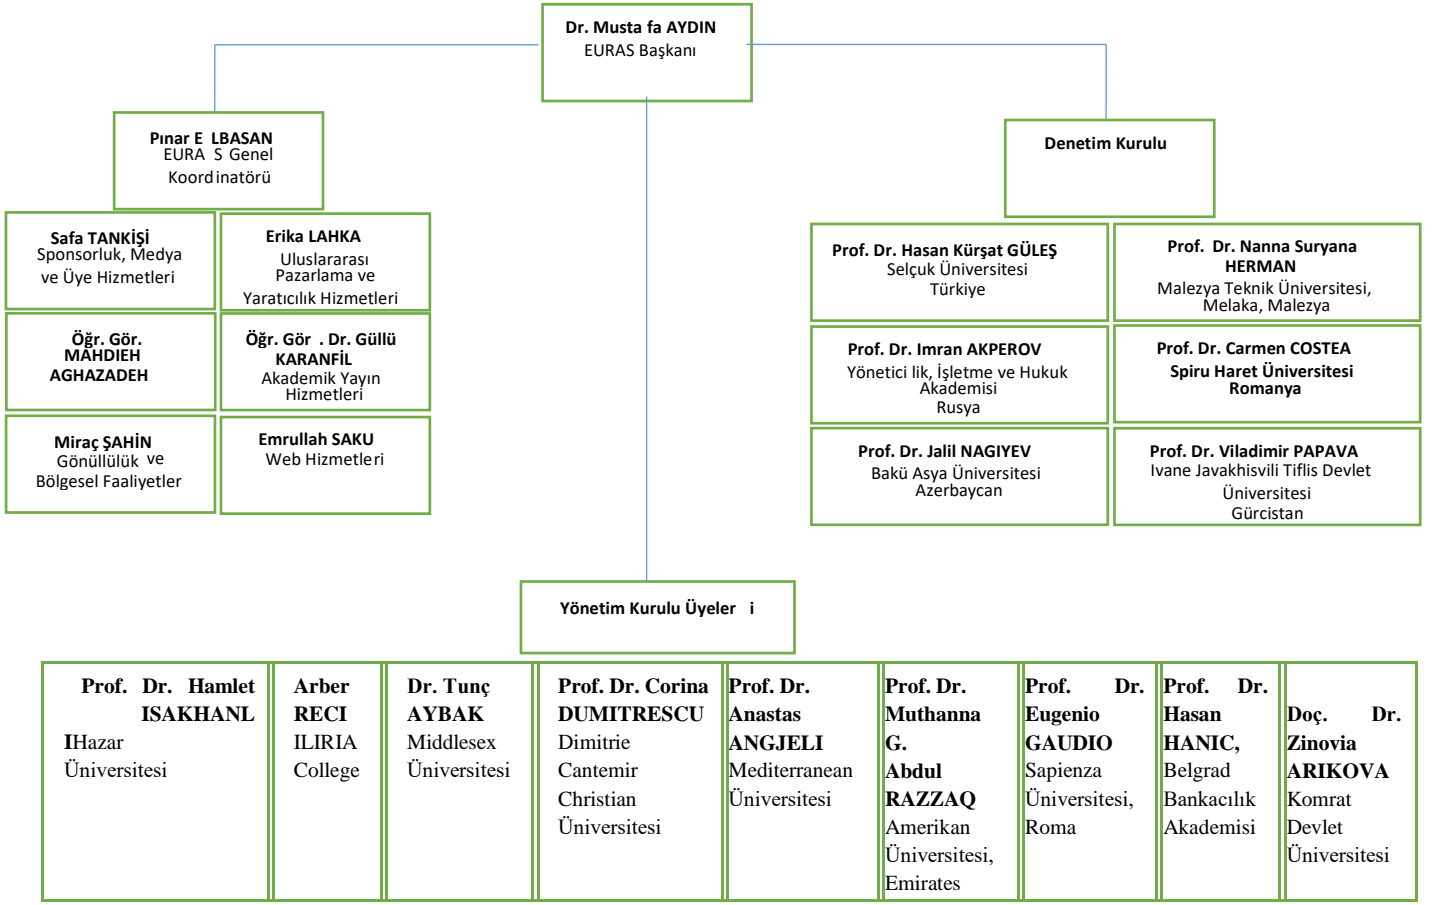 Dr. Musta fa AYDIN
EURAS Başkanı
Pınar E LBASAN
EURA S Genel
Koordinatörü
Denetim Kurulu
Safa TANKİŞİ
Sponsorluk, Medya
ve Üye Hizmetleri
Erika LAHKA
Uluslararası
Pazarlama ve
Yaratıcılık Hizmetleri
Öğr. Gör.
MAHDIEH
AGHAZADEH
Öğr. Gör . Dr. Güllü
KARANFİL
Akademik Yayın
Hizmetleri
Miraç ŞAHİN
Gönüllülük ve
Bölgesel Faaliyetler
Emrullah SAKU
Web Hizmetleri
Prof. Dr. Hasan Kürşat GÜLEŞ
Selçuk Üniversitesi
Türkiye
Prof. Dr. Nanna Suryana
HERMAN
Malezya Teknik Üniversitesi,
Melaka, Malezya
Prof. Dr. Imran AKPEROV
Yönetici lik, İşletme ve Hukuk
Akademisi
Rusya
Prof. Dr. Carmen COSTEA
Spiru Haret Üniversitesi
Romanya
Prof. Dr. Jalil NAGIYEV
Bakü Asya Üniversitesi
Azerbaycan
Prof. Dr. Viladimir PAPAVA
Ivane Javakhisvili Tiflis Devlet
Üniversitesi
Gürcistan
Yönetim Kurulu Üyeler i
Prof. Dr. Hamlet
ISAKHANL
IHazar
Üniversitesi
Arber
RECI
ILIRIA
College
Dr. Tunç
AYBAK
Middlesex
Üniversitesi
Prof. Dr. Corina
DUMITRESCU
Dimitrie
Cantemir
Christian
Üniversitesi
Prof. Dr.
Anastas
ANGJELI
Mediterranean
Üniversitesi
Prof. Dr.
Muthanna
G.
Abdul
RAZZAQ
Amerikan
Üniversitesi,
Emirates
Prof. Dr.
Eugenio
GAUDIO
Sapienza
Üniversitesi,
Roma
Prof. Dr.
Hasan
HANIC,
Belgrad
Bankacılık
Akademisi
Doç. Dr.
Zinovia
ARIKOVA
Komrat
Devlet
Üniversitesi